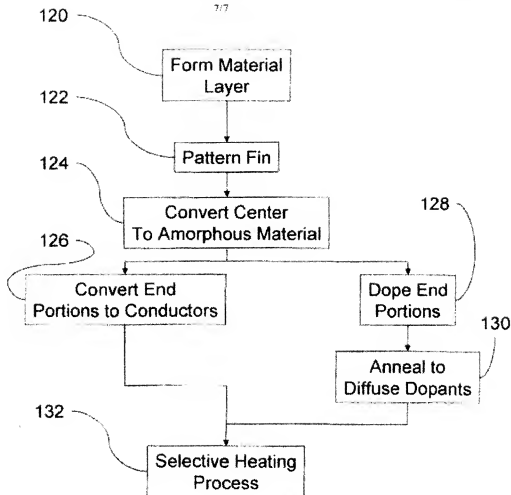 7/7
120
Form Material
Layer
122
Pattern Fin
124
Convert Center
To Amorphous Material
126
128
Convert End
Portions to Conductors
Dope End
Portions
130
Anneal to
Diffuse Dopants
132
Selective Heating
Process